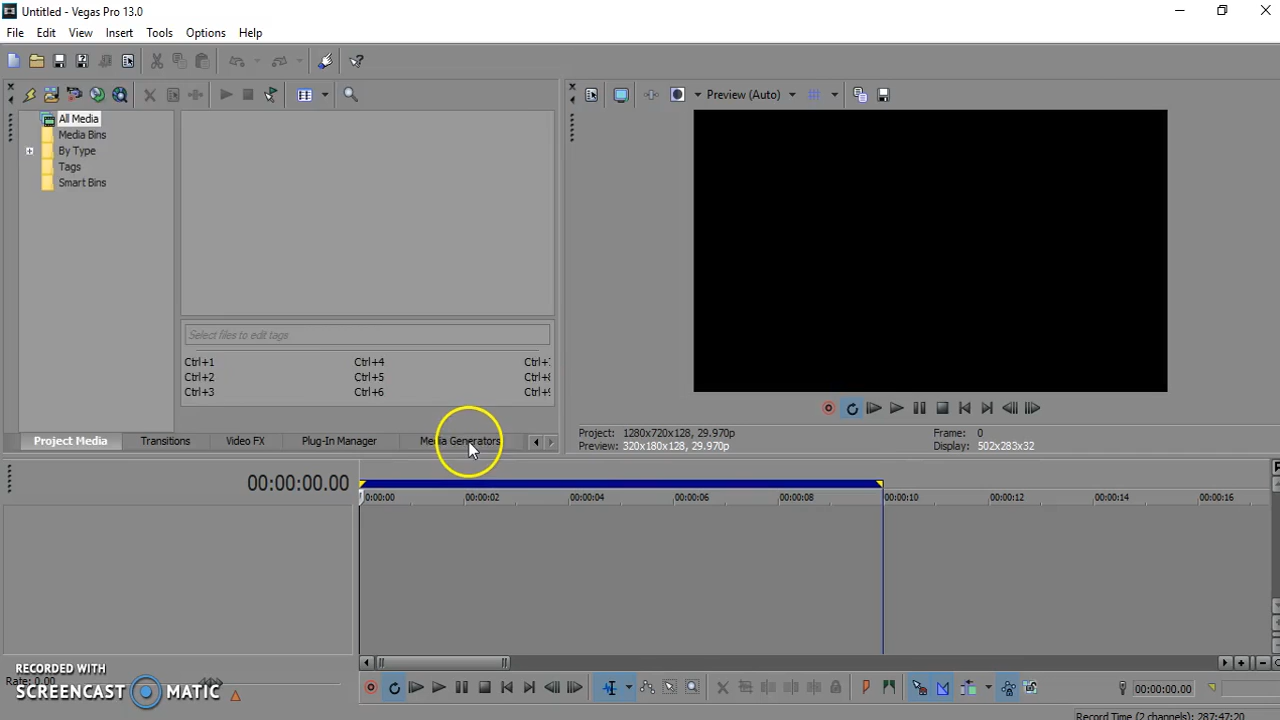 Untitled - Vegas Pro 13.0
File Edit View Insert Tools Options Help
Preview (Auto)
All Media
Media Bins
By Type
Tags
Smart Bins
Select files to edit tags
Ctrl+1 Ctrl+4
Ctrl+2 Ctrl+5
Ctrl+3 Ctrl+6
Project Media Transitions Video FX Plug-In Manager Media Generators
Project: 1280x720x128, 29.970p Frame: 0
Preview: 320x180x128, 29.970p Display: 502x283x32
00:00:00.00
0:00:00 00:00:02 00:00:04 00:00:06 00:00:08 00:00:10 00:00:12 00:00:14 00:00:16
RECORDED WITH
Rate: 0.00
SCREENCAST MATIC
00:00:00.00
Record Time (2 channels): 287:47:20